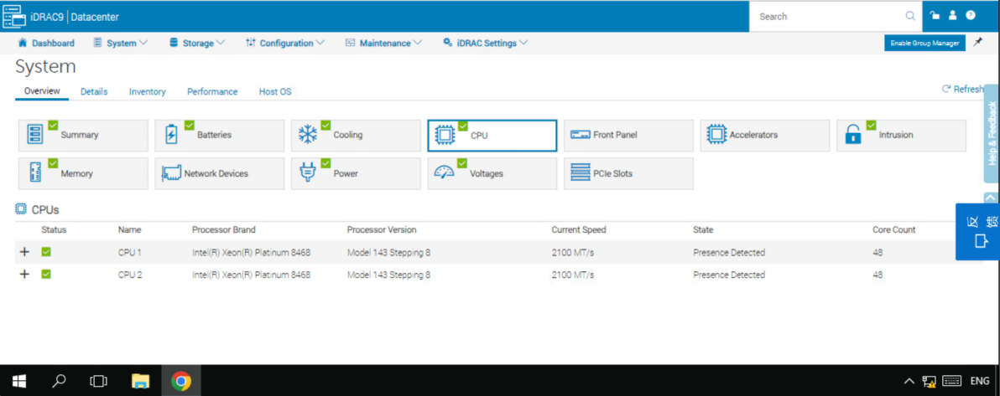 iDRAC9 | Datacenter
Search
Dashboard System Storage Configuration Maintenance iDRAC Settings Enable Group Manager
System
Overview Details Inventory Performance Host OS Refresh
Help & Feedback
Summary Batteries Cooling CPU Front Panel Accelerators Intrusion
Memory Network Devices Power Voltages PCIe Slots
CPUs
Status Name Processor Brand Processor Version Current Speed State Core Count
+ CPU 1 Intel(R) Xeon(R) Platinum 8468 Model 143 Stepping 8 2100 MT/s Presence Detected 48
+ CPU 2 Intel(R) Xeon(R) Platinum 8468 Model 143 Stepping 8 2100 MT/s Presence Detected 48
ENG